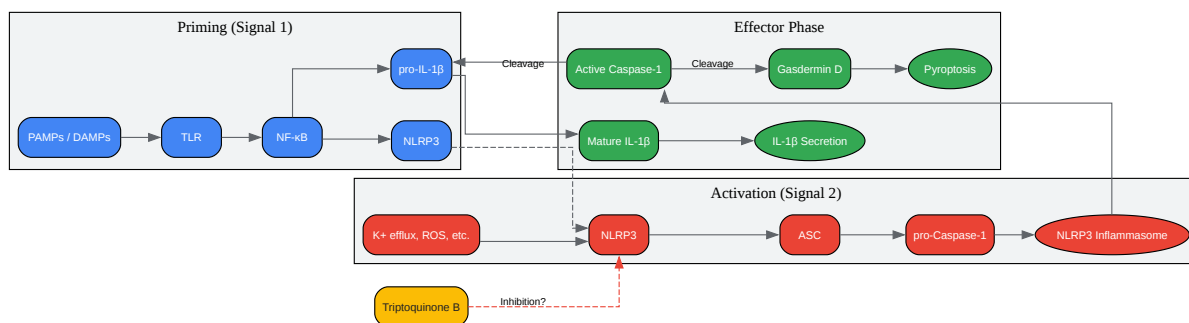 Priming (Signal 1)
Effector Phase
pro-IL-1β
Cleavage
Active Caspase-1
Cleavage
Gasdermin D
Pyroptosis
PAMPs / DAMPs
TLR
NF-κB
NLRP3
Mature IL-1β
IL-1β Secretion
Activation (Signal 2)
K+ efflux, ROS, etc.
NLRP3
ASC
pro-Caspase-1
NLRP3 Inflammasome
Triptoquinone B
Inhibition?